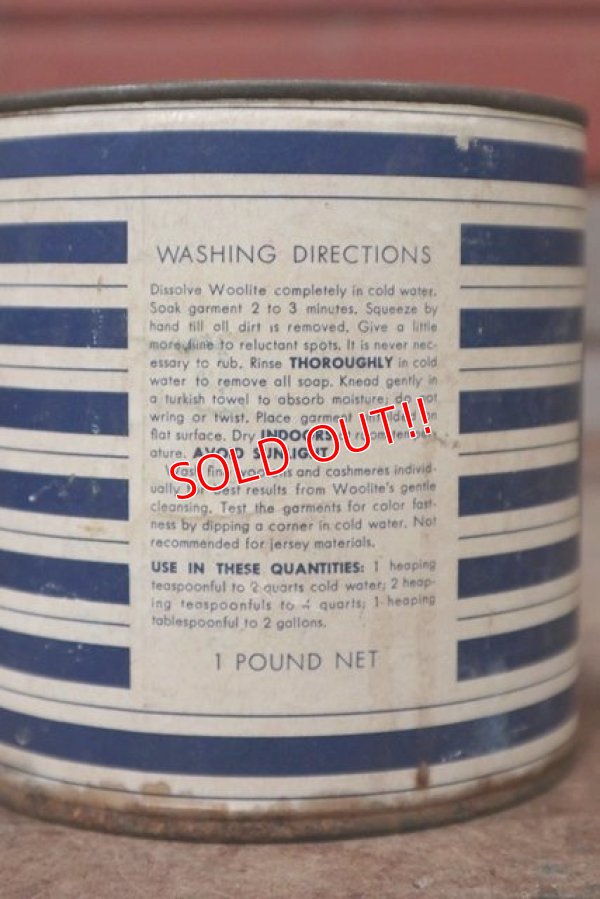 WASHING DIRECTIONS
Dissolve Woolite completely in cold water.
Soak garment 2 to 3 minutes. Squeeze by
hand till all dirt is removed. Give a little
more time to reluctant spots. It is never nec-
essary to rub. Rinse THOROUGHLY in cold
water to remove all soap. Knead gently in
a turkish towel to absorb moisture; do not
wring or twist. Place garment on
flat surface. Dry INDOORS at room temper-
ature. AVOID SUNLIGHT.
Wash fine woolens and cashmeres individ-
ually for best results from Woolite's gentle
cleansing. Test the garments for color fast-
ness by dipping a corner in cold water. Not
recommended for jersey materials.
USE IN THESE QUANTITIES: 1 heaping
teaspoonful to 2 quarts cold water; 2 heap-
ing teaspoonfuls to 4 quarts; 1 heaping
tablespoonful to 2 gallons.
1 POUND NET
SOLD OUT!!